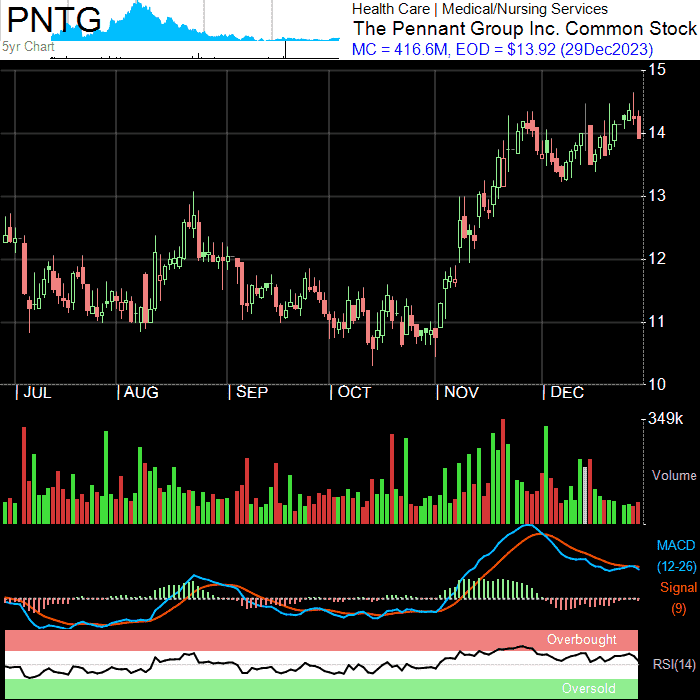 PNTG
5yr Chart
Health Care | Medical/Nursing Services
The Pennant Group Inc. Common Stock
MC = 416.6M, EOD = $13.92 (29Dec2023)
15
14
13
12
11
10
JUL AUG SEP OCT NOV DEC
349k
Volume
MACD
(12-26)
Signal
(9)
Overbought
RSI(14)
Oversold